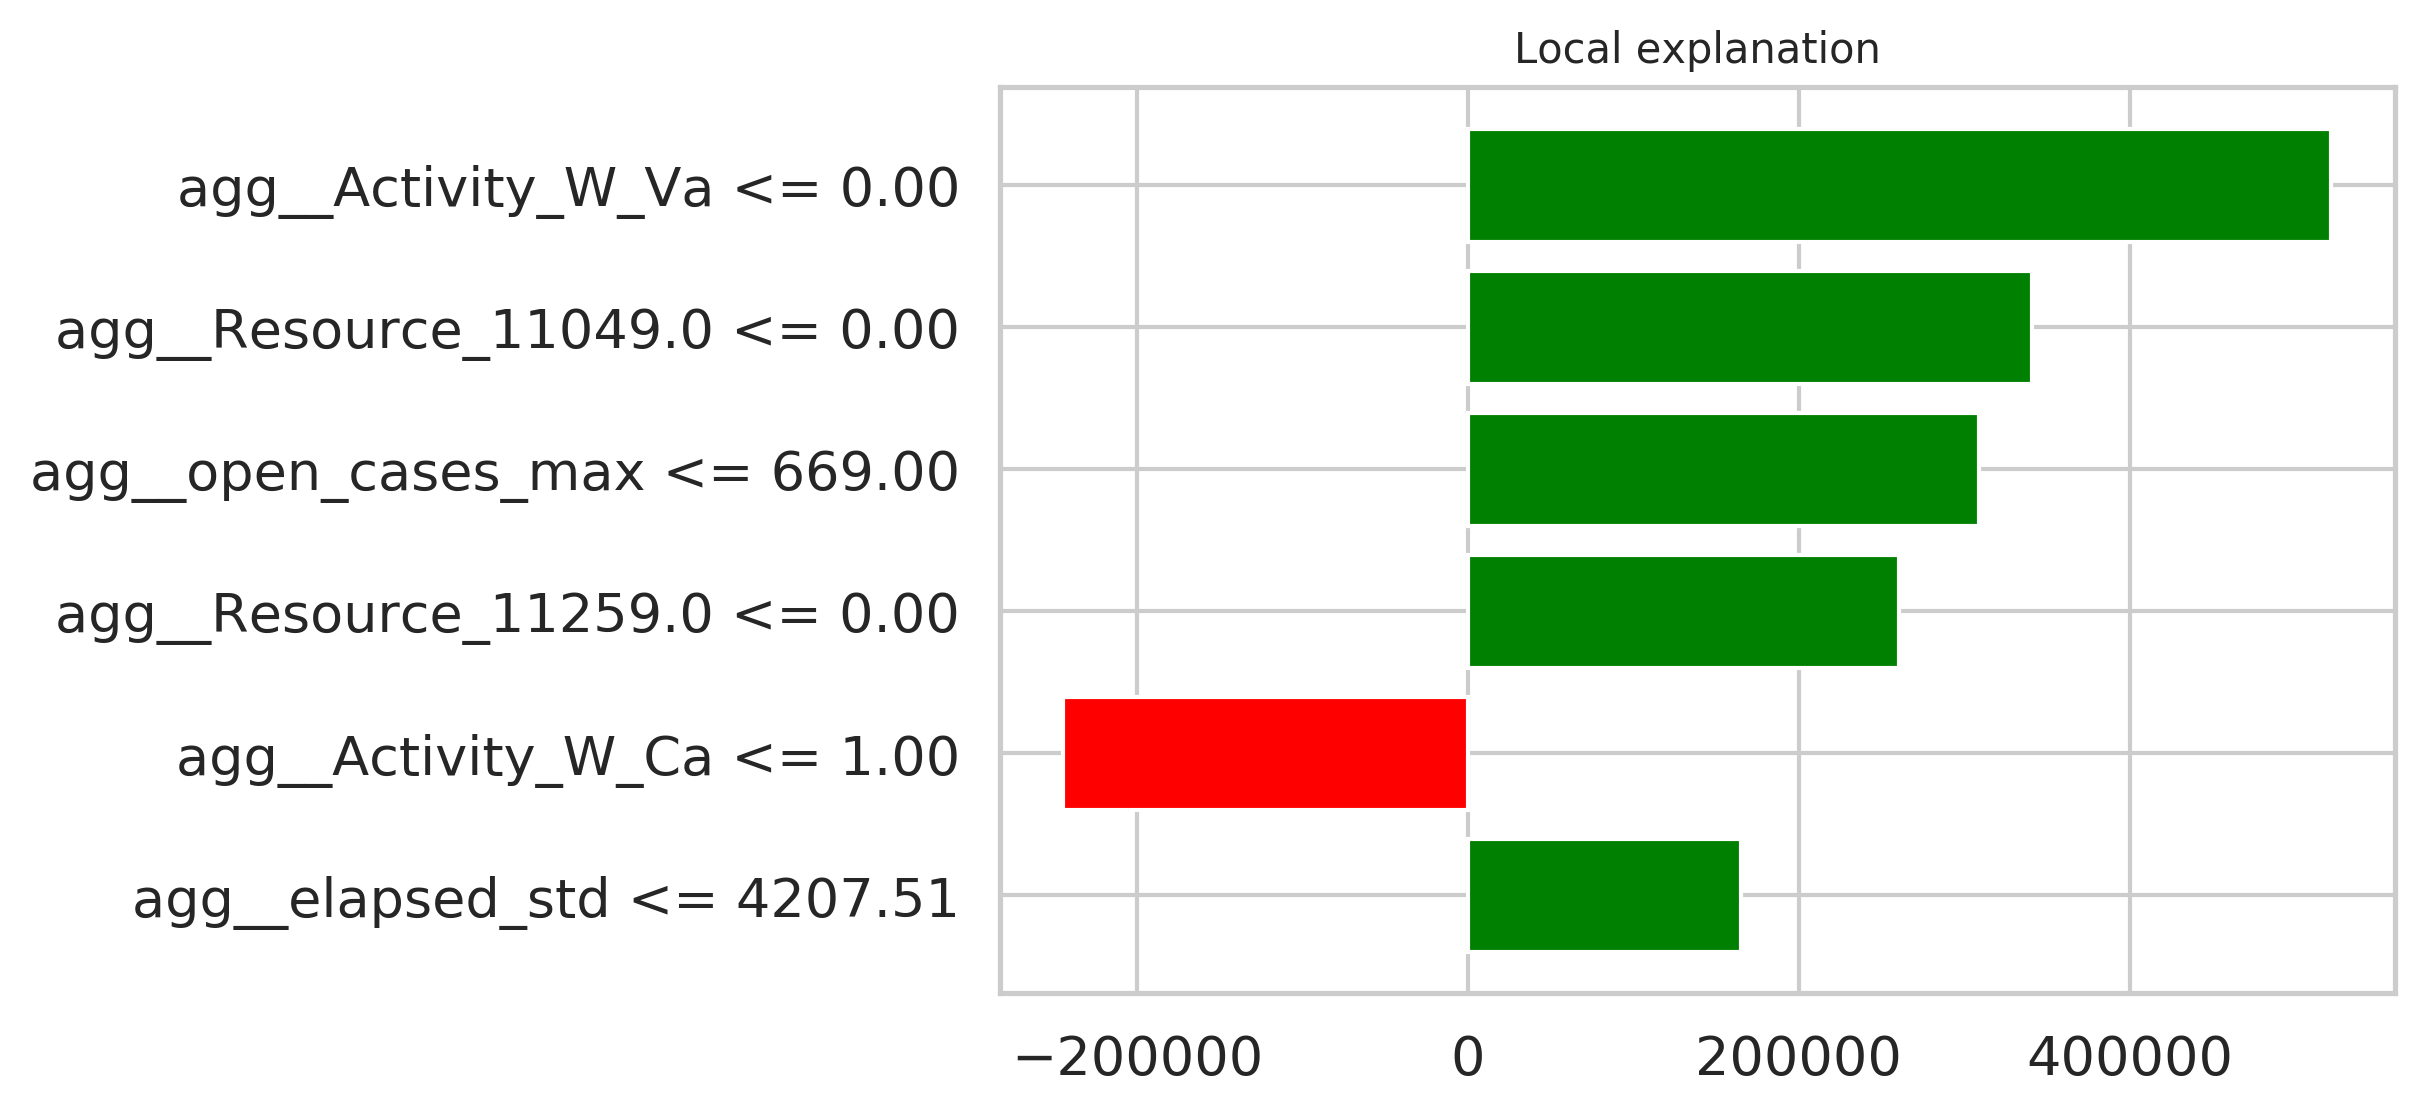 Local explanation
agg__Activity_W_Va <= 0.00
agg__Resource_11049.0 <= 0.00
agg__open_cases_max <= 669.00
agg__Resource_11259.0 <= 0.00
agg__Activity_W_Ca <= 1.00
agg__elapsed_std <= 4207.51
−200000 0 200000 400000